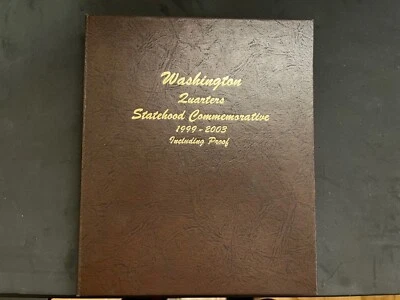 Washington
Quarters
Statehood Commemorative
1999-2003
Including Proof